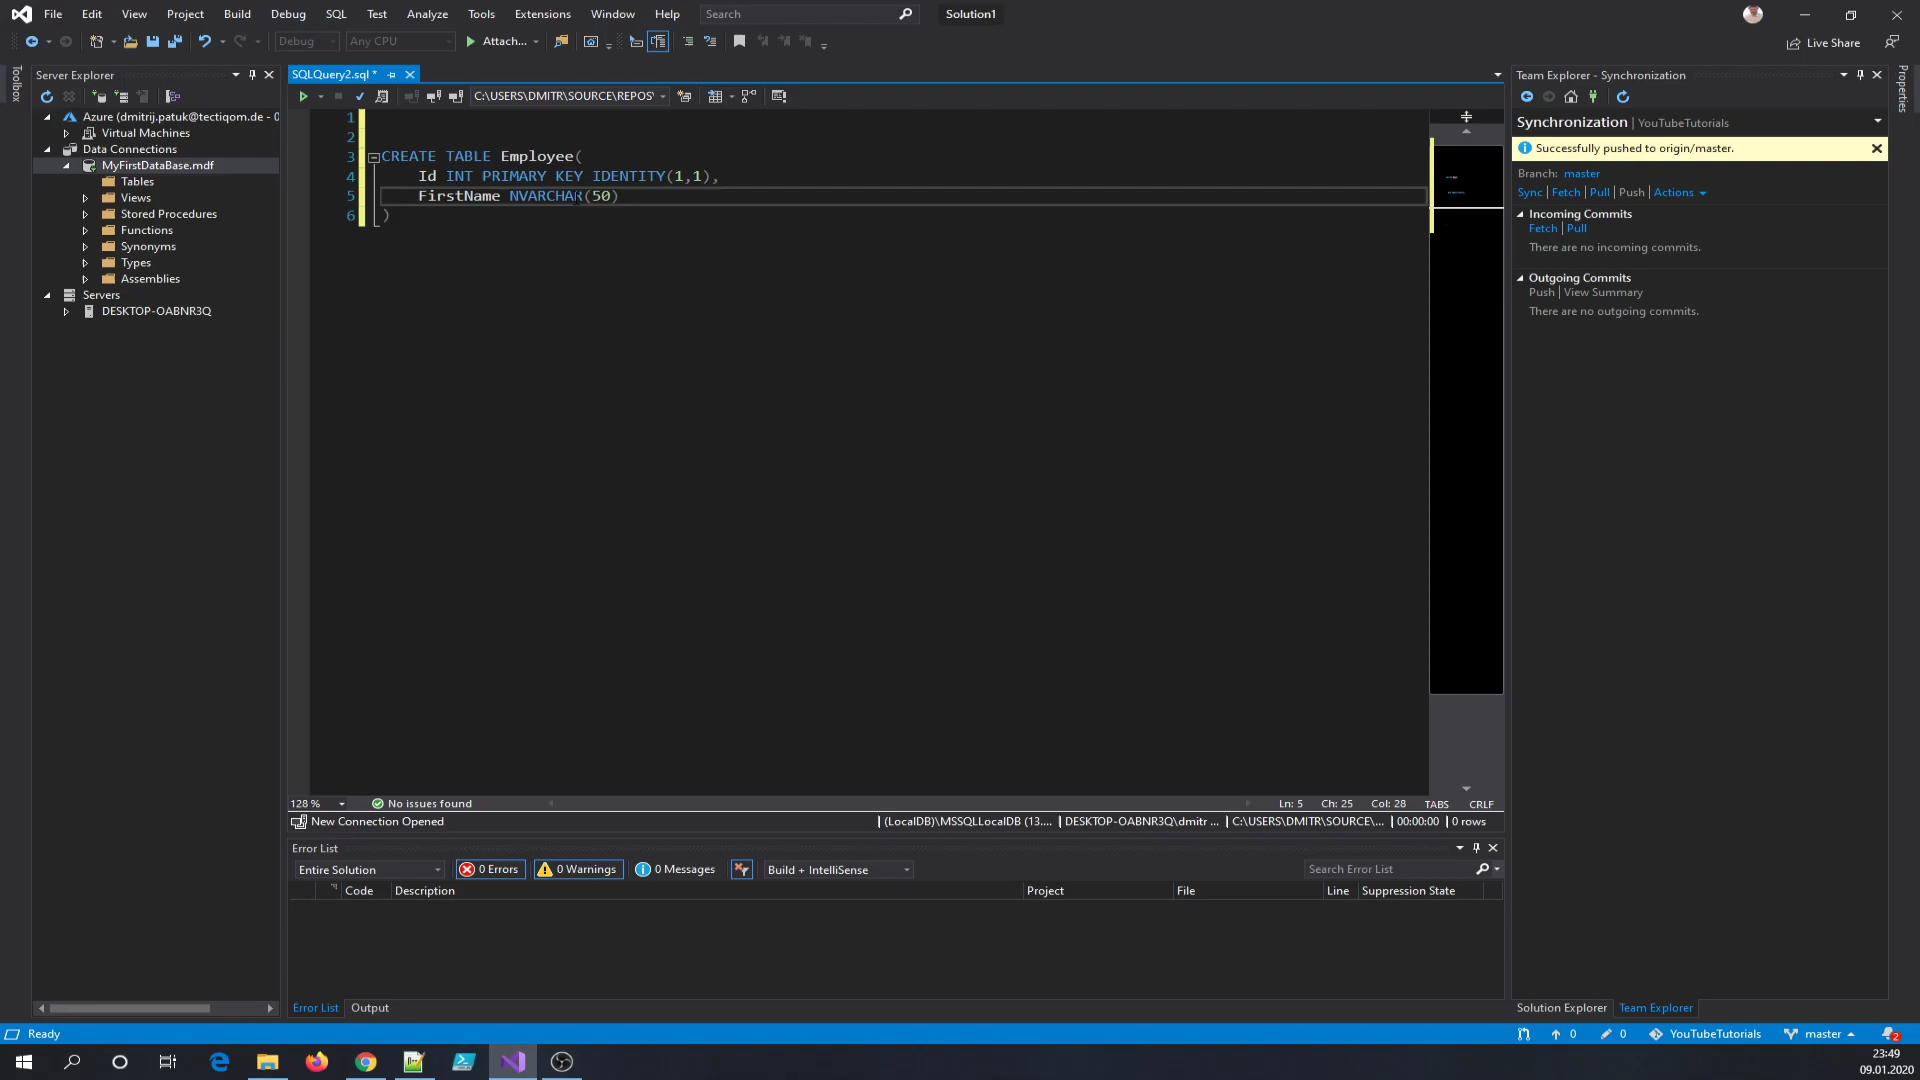 File Edit View Project Build Debug SQL Test Analyze Tools Extensions Window Help Search Solution1
Debug Any CPU Attach... Live Share
Toolbox
Server Explorer
Azure (dmitrij.patuk@tectiqom.de - 0
Virtual Machines
Data Connections
MyFirstDataBase.mdf
Tables
Views
Stored Procedures
Functions
Synonyms
Types
Assemblies
Servers
DESKTOP-OABNR3Q
SQLQuery2.sql *
C:\USERS\DMITR\SOURCE\REPOS\
1
2
3 CREATE TABLE Employee(
4 Id INT PRIMARY KEY IDENTITY(1,1),
5 FirstName NVARCHAR(50)
6 )
128 % No issues found Ln: 5 Ch: 25 Col: 28 TABS CRLF
New Connection Opened (LocalDB)\MSSQLLocalDB (13.... DESKTOP-OABNR3Q\dmitr ... C:\USERS\DMITR\SOURCE\... 00:00:00 0 rows
Error List
Entire Solution 0 Errors 0 Warnings 0 Messages Build + IntelliSense Search Error List
Code Description Project File Line Suppression State
Error List Output
Team Explorer - Synchronization
Synchronization | YouTubeTutorials
Successfully pushed to origin/master.
Branch: master
Sync | Fetch | Pull | Push | Actions
Incoming Commits
Fetch | Pull
There are no incoming commits.
Outgoing Commits
Push | View Summary
There are no outgoing commits.
Solution Explorer Team Explorer
Properties
Ready 0 0 YouTubeTutorials master 2
23:49
09.01.2020